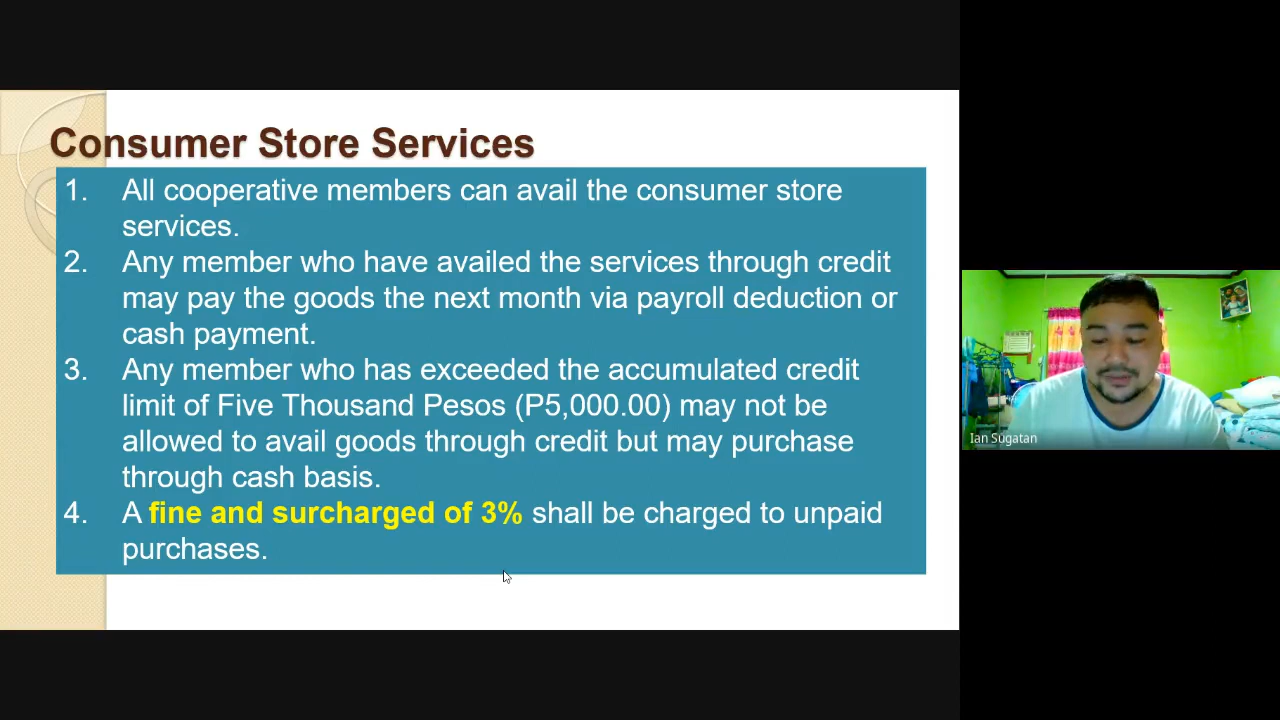 Consumer Store Services
1. All cooperative members can avail the consumer store
services.
2. Any member who have availed the services through credit
may pay the goods the next month via payroll deduction or
cash payment.
3. Any member who has exceeded the accumulated credit
limit of Five Thousand Pesos (P5,000.00) may not be
allowed to avail goods through credit but may purchase
through cash basis.
4. A fine and surcharged of 3% shall be charged to unpaid
purchases.
Ian Sugatan